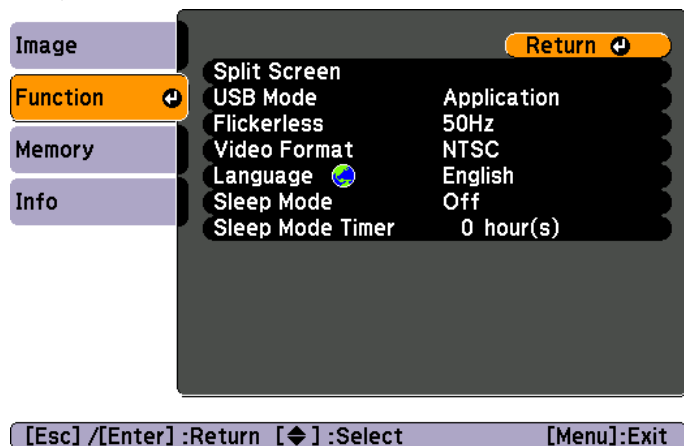 Image
Function
Memory
Info
Return
Split Screen
USB Mode Application
Flickerless 50Hz
Video Format NTSC
Language English
Sleep Mode Off
Sleep Mode Timer 0 hour(s)
[Esc] /[Enter] :Return [◆] :Select [Menu]:Exit